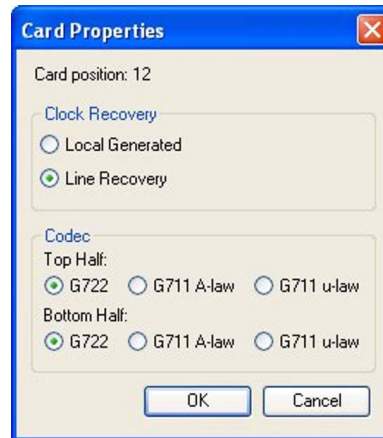 Card Properties
Card position: 12
Clock Recovery
Local Generated
Line Recovery
Codec
Top Half:
G722 G711 A-law G711 u-law
Bottom Half:
G722 G711 A-law G711 u-law
OK Cancel